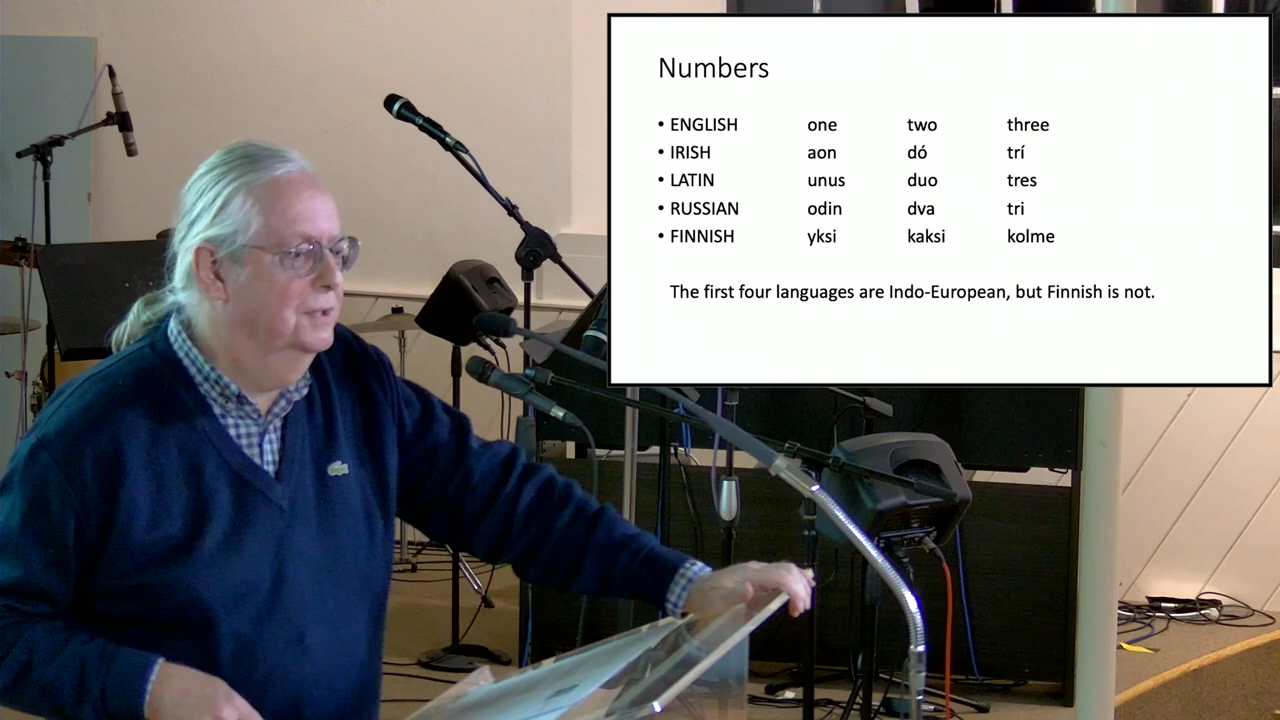 Numbers
• ENGLISH one two three
• IRISH aon dó trí
• LATIN unus duo tres
• RUSSIAN odin dva tri
• FINNISH yksi kaksi kolme
The first four languages are Indo-European, but Finnish is not.